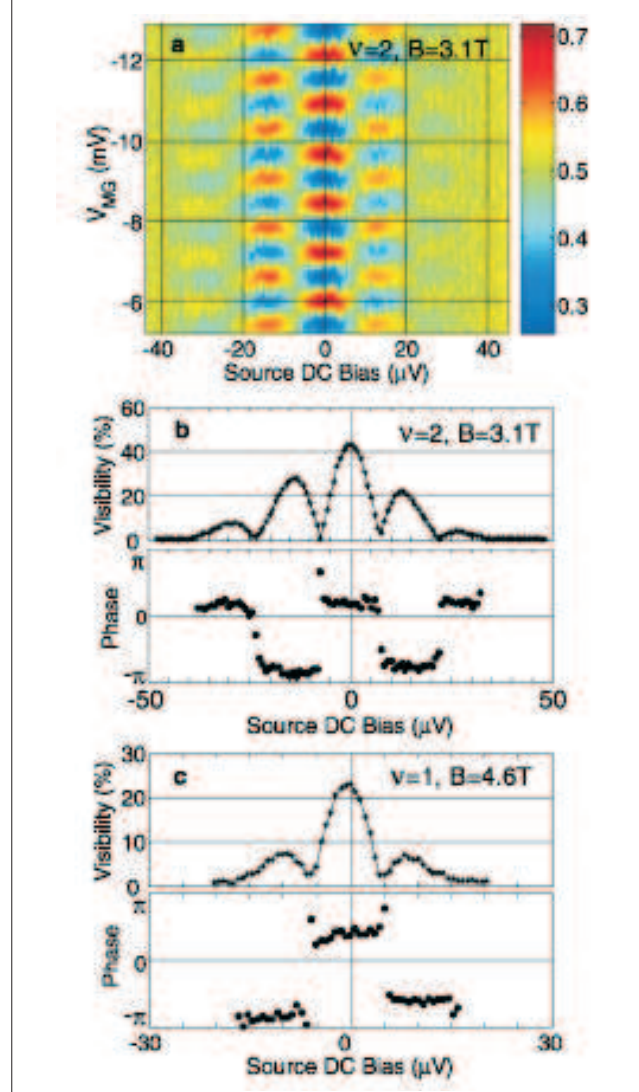 a
ν=2, B=3.1T
V_MG (mV)
-12
-10
-8
-6
0.7
0.6
0.5
0.4
0.3
-40 -20 0 20 40
Source DC Bias (μV)
b
ν=2, B=3.1T
Visibility (%)
60
40
20
0
Phase
π
0
-π
-50 0 50
Source DC Bias (μV)
c
ν=1, B=4.6T
Visibility (%)
30
20
10
0
Phase
π
0
-π
-30 0 30
Source DC Bias (μV)